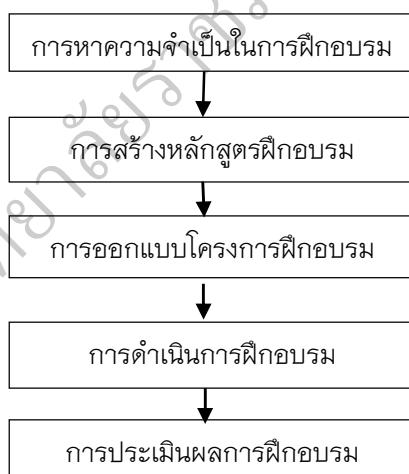 การหาความจำเป็นในการฝึกอบรม
การสร้างหลักสูตรฝึกอบรม
การออกแบบโครงการฝึกอบรม
การดำเนินการฝึกอบรม
การประเมินผลการฝึกอบรม